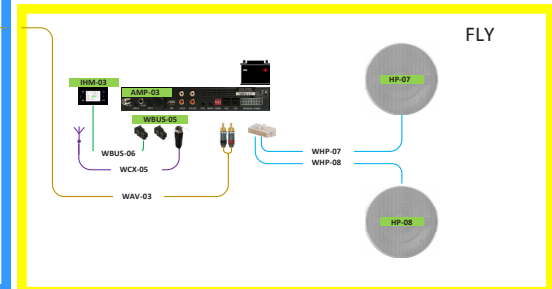 FLY
IHM-03
AMP-03
HP-07
WBUS-05
WBUS-06
WCX-05
WHP-07
WHP-08
WAV-03
HP-08